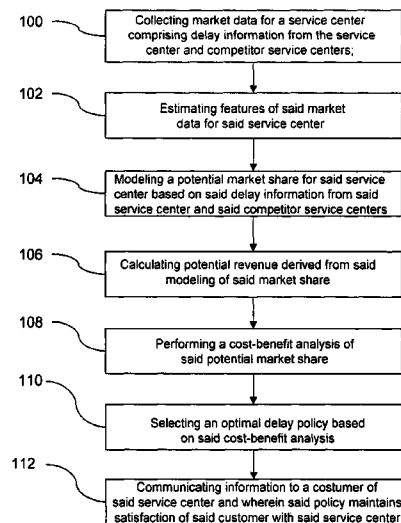 100
Collecting market data for a service center
comprising delay information from the service
center and competitor service centers;
102
Estimating features of said market
data for said service center
104
Modeling a potential market share for said service
center based on said delay information from said
service center and said competitor service centers
106
Calculating potential revenue derived from said
modeling of said market share
108
Performing a cost-benefit analysis of
said potential market share
110
Selecting an optimal delay policy based
on said cost-benefit analysis
112
Communicating information to a costumer of
said service center and wherein said policy maintains
satisfaction of said customer with said service center